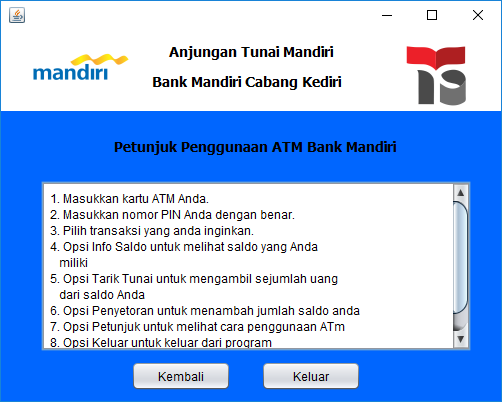 Anjungan Tunai Mandiri
mandiri
Bank Mandiri Cabang Kediri
Petunjuk Penggunaan ATM Bank Mandiri
1. Masukkan kartu ATM Anda.
2. Masukkan nomor PIN Anda dengan benar.
3. Pilih transaksi yang anda inginkan.
4. Opsi Info Saldo untuk melihat saldo yang Anda
miliki
5. Opsi Tarik Tunai untuk mengambil sejumlah uang
dari saldo Anda
6. Opsi Penyetoran untuk menambah jumlah saldo anda
7. Opsi Petunjuk untuk melihat cara penggunaan ATm
8. Opsi Keluar untuk keluar dari program
Kembali
Keluar